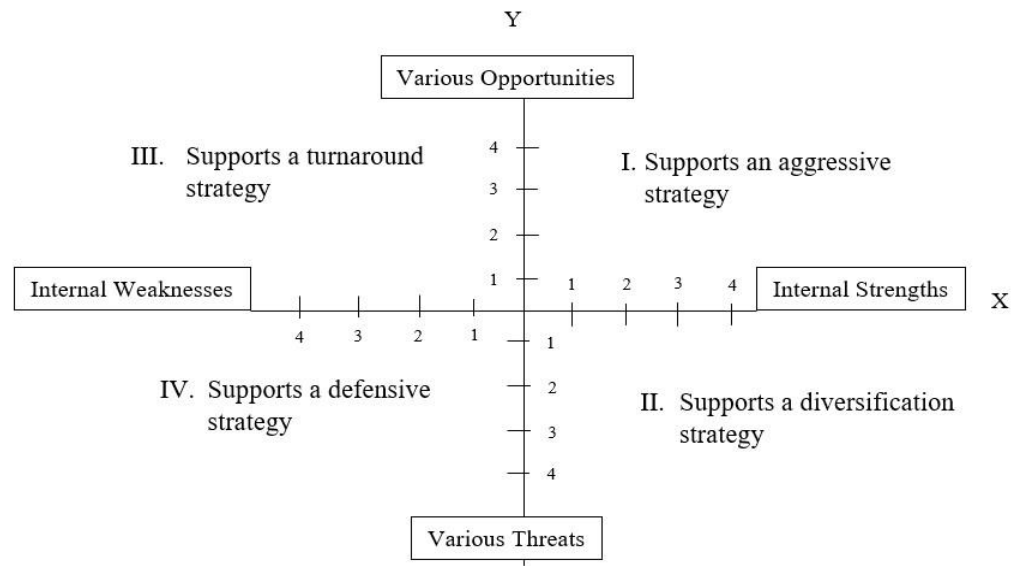 Y
Various Opportunities
III. Supports a turnaround
strategy
I. Supports an aggressive
strategy
4
3
2
1
Internal Weaknesses
1 2 3 4
Internal Strengths
X
4 3 2 1
1
2
3
4
IV. Supports a defensive
strategy
II. Supports a diversification
strategy
Various Threats